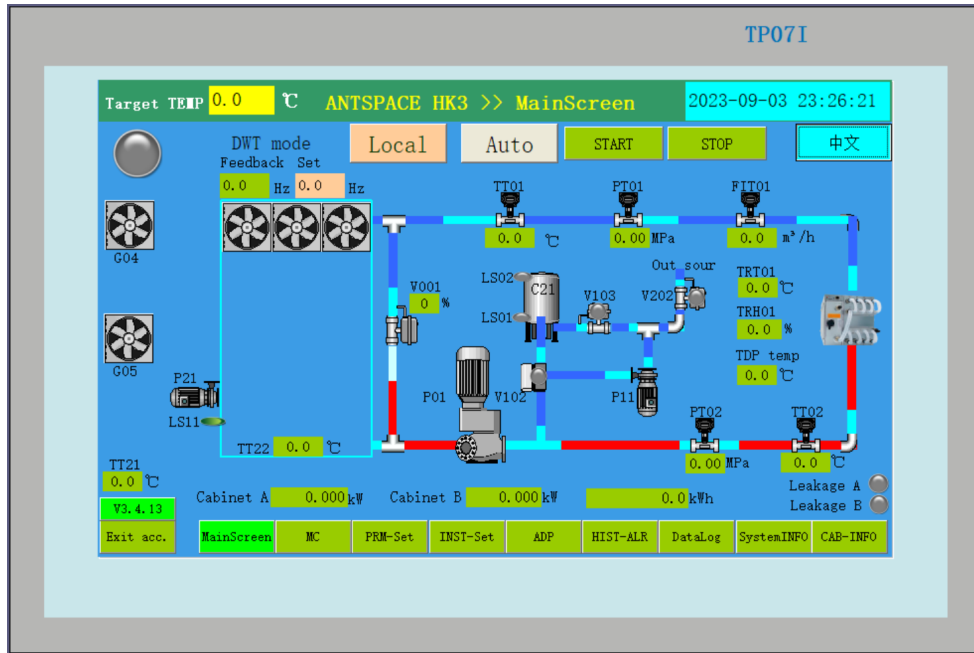 TP07I
Target TEMP 0.0 ℃ ANTSPACE HK3 >> MainScreen 2023-09-03 23:26:21
DWT mode Local Auto START STOP 中文
Feedback Set
0.0 Hz 0.0 Hz
TT01 PT01 FIT01
0.0 ℃ 0.00 MPa 0.0 m³/h
G04
Out sour
LS02 C21 V103 V202 TRT01
0.0 ℃
V001
0 %
LS01 TRH01
0.0 %
G05
TDP temp
0.0 ℃
P21 P01 V102 P11
LS11
PT02 TT02
TT22 0.0 ℃
0.00 MPa 0.0 ℃
TT21
0.0 ℃
Leakage A
Cabinet A 0.000 kW Cabinet B 0.000 kW 0.0 kWh
Leakage B
V3.4.13
Exit acc. MainScreen MC PRM-Set INST-Set ADP HIST-ALR DataLog SystemINFO CAB-INFO